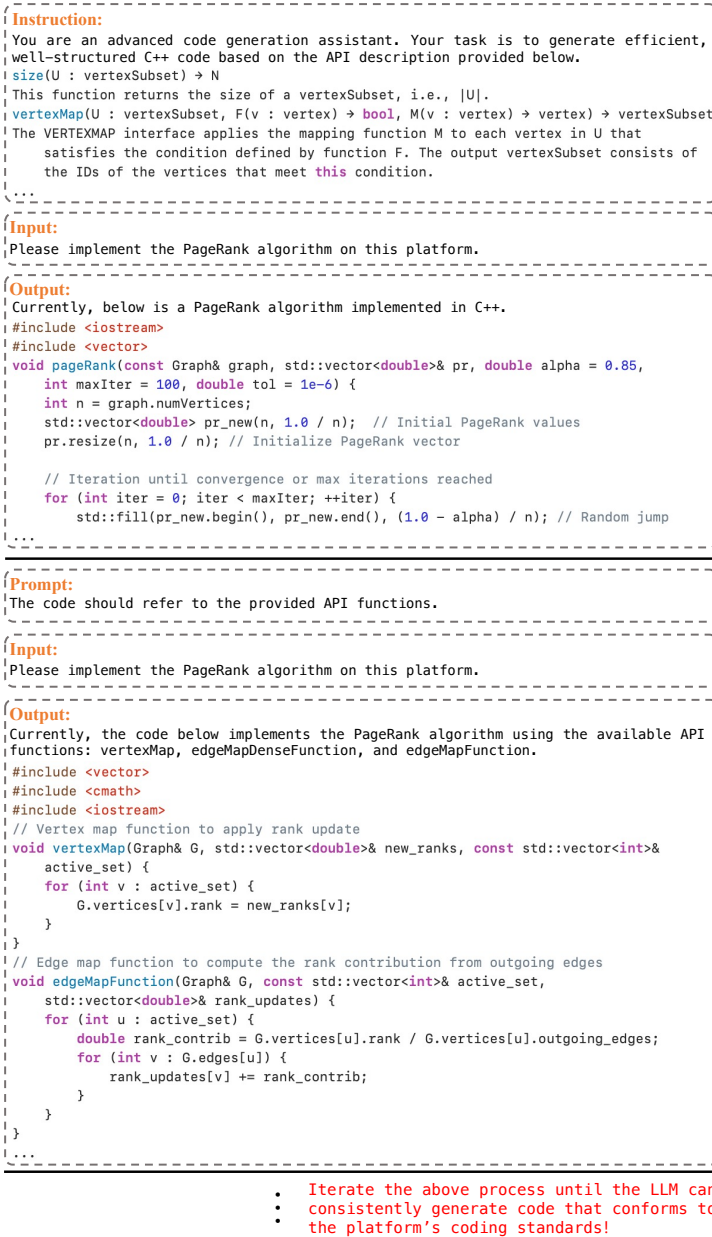 Instruction:
You are an advanced code generation assistant. Your task is to generate efficient,
well-structured C++ code based on the API description provided below.
size(U : vertexSubset) → N
This function returns the size of a vertexSubset, i.e., |U|.
vertexMap(U : vertexSubset, F(v : vertex) → bool, M(v : vertex) → vertex) → vertexSubset
The VERTEXMAP interface applies the mapping function M to each vertex in U that
satisfies the condition defined by function F. The output vertexSubset consists of
the IDs of the vertices that meet this condition.
...
Input:
Please implement the PageRank algorithm on this platform.
Output:
Currently, below is a PageRank algorithm implemented in C++.
#include <iostream>
#include <vector>
void pageRank(const Graph& graph, std::vector<double>& pr, double alpha = 0.85,
int maxIter = 100, double tol = 1e-6) {
int n = graph.numVertices;
std::vector<double> pr_new(n, 1.0 / n);  // Initial PageRank values
pr.resize(n, 1.0 / n); // Initialize PageRank vector
// Iteration until convergence or max iterations reached
for (int iter = 0; iter < maxIter; ++iter) {
std::fill(pr_new.begin(), pr_new.end(), (1.0 - alpha) / n); // Random jump
...
Prompt:
The code should refer to the provided API functions.
Input:
Please implement the PageRank algorithm on this platform.
Output:
Currently, the code below implements the PageRank algorithm using the available API
functions: vertexMap, edgeMapDenseFunction, and edgeMapFunction.
#include <vector>
#include <cmath>
#include <iostream>
// Vertex map function to apply rank update
void vertexMap(Graph& G, std::vector<double>& new_ranks, const std::vector<int>&
active_set) {
for (int v : active_set) {
G.vertices[v].rank = new_ranks[v];
}
}
// Edge map function to compute the rank contribution from outgoing edges
void edgeMapFunction(Graph& G, const std::vector<int>& active_set,
std::vector<double>& rank_updates) {
for (int u : active_set) {
double rank_contrib = G.vertices[u].rank / G.vertices[u].outgoing_edges;
for (int v : G.edges[u]) {
rank_updates[v] += rank_contrib;
}
}
}
...
Iterate the above process until the LLM can
consistently generate code that conforms to
the platform's coding standards!